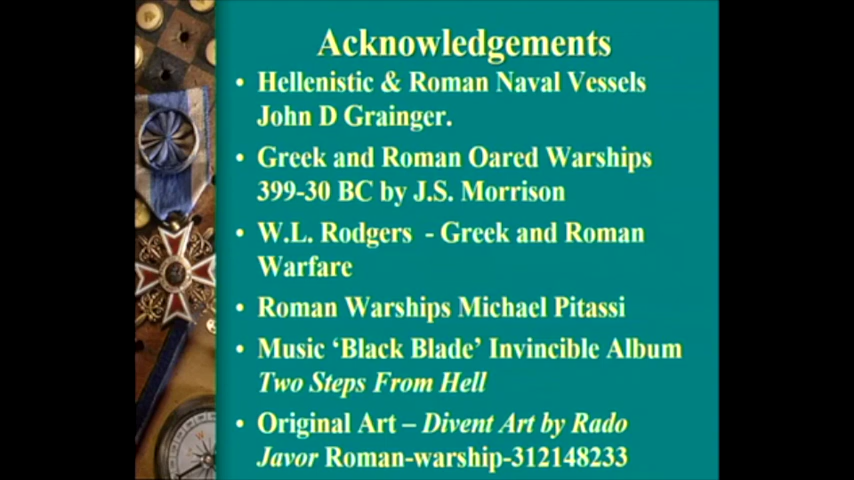 Acknowledgements
• Hellenistic & Roman Naval Vessels
John D Grainger.
• Greek and Roman Oared Warships
399-30 BC by J.S. Morrison
• W.L. Rodgers - Greek and Roman
Warfare
• Roman Warships Michael Pitassi
• Music ‘Black Blade’ Invincible Album
Two Steps From Hell
• Original Art – Divent Art by Rado
Javor Roman-warship-312148233